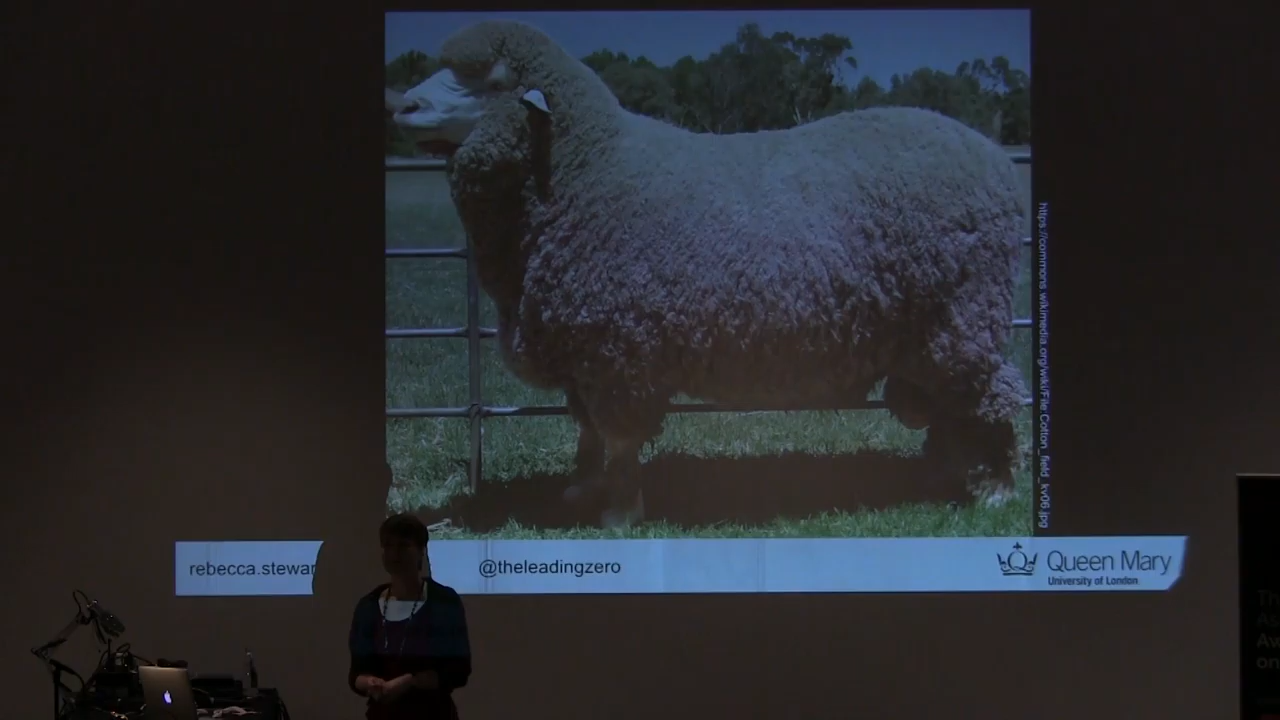 https://commons.wikimedia.org/wiki/File:Cotton_field_kv06.jpg
rebecca.stewar
@theleadingzero
Queen Mary
University of London